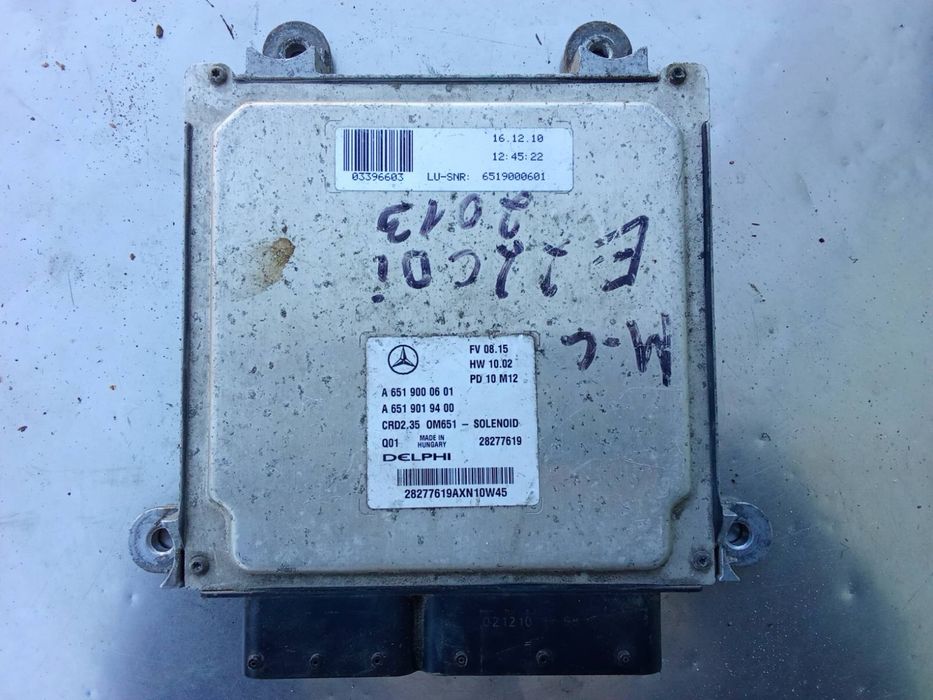 16.12.10
12:45:22
03396603 LU-SNR: 6519000601
M-C
E-22CDi
2013
FV 08.15
HW 10.02
PD 10 M12
A 651 900 06 01
A 651 901 94 00
CRD2.35 OM651 – SOLENOID
Q01 MADE IN HUNGARY 28277619
DELPHI
28277619AXN10W45
021210